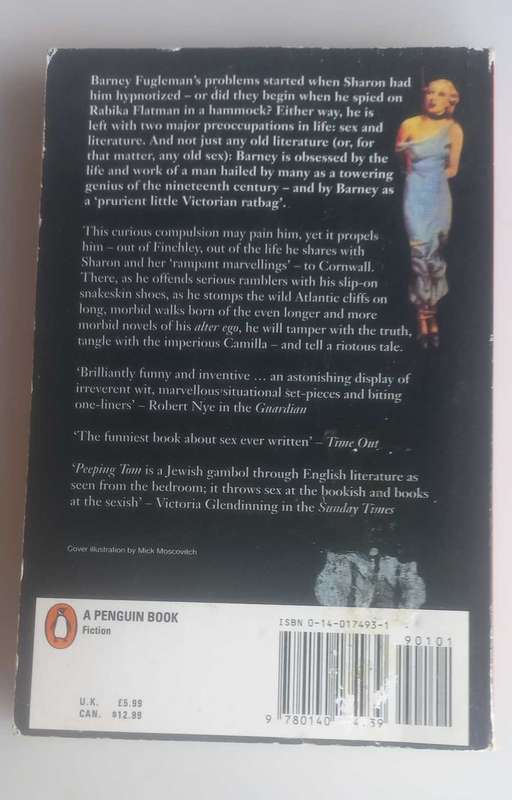 Barney Fugleman's problems started when Sharon had
him hypnotized – or did they begin when he spied on
Rabika Flatman in a hammock? Either way, he is
left with two major preoccupations in life: sex and
literature. And not just any old literature (or, for
that matter, any old sex): Barney is obsessed by the
life and work of a man hailed by many as a towering
genius of the nineteenth century – and by Barney as
a 'prurient little Victorian ratbag'.
This curious compulsion may pain him, yet it propels
him – out of Finchley, out of the life he shares with
Sharon and her 'rampant marvellings' – to Cornwall.
There, as he offends serious ramblers with his slip-on
snakeskin shoes, as he stomps the wild Atlantic cliffs on
long, morbid walks born of the even longer and more
morbid novels of his alter ego, he will tamper with the truth,
tangle with the imperious Camilla – and tell a riotous tale.
'Brilliantly funny and inventive ... an astonishing display of
irreverent wit, marvellous situational set-pieces and biting
one-liners' – Robert Nye in the Guardian
'The funniest book about sex ever written' – Time Out
'Peeping Tom is a Jewish gambol through English literature as
seen from the bedroom; it throws sex at the bookish and books
at the sexish' – Victoria Glendinning in the Sunday Times
Cover illustration by Mick Moscovitch
A PENGUIN BOOK
Fiction
U.K. £5.99
CAN. $12.99
ISBN 0-14-017493-1
90101
9 780140